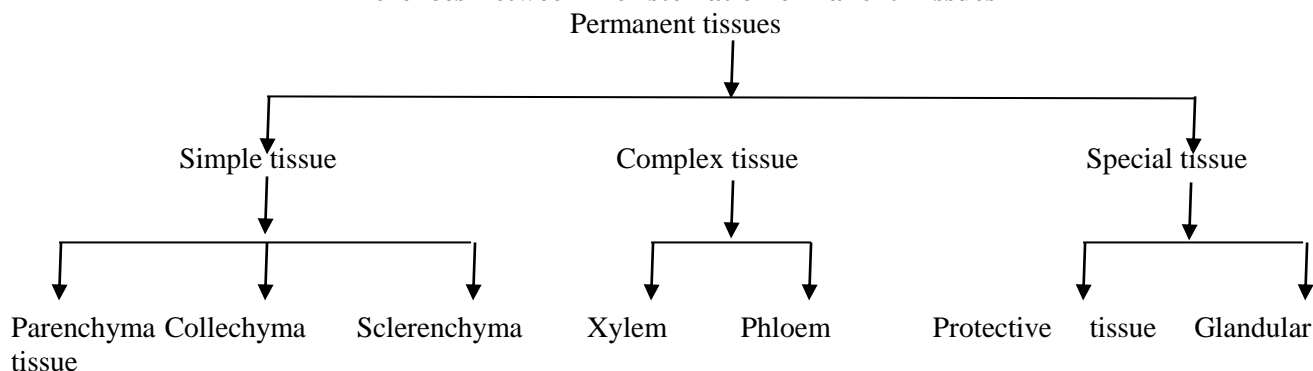 Permanent tissues
Simple tissue Complex tissue Special tissue
Parenchyma Collechyma Sclerenchyma Xylem Phloem Protective tissue Glandular
tissue